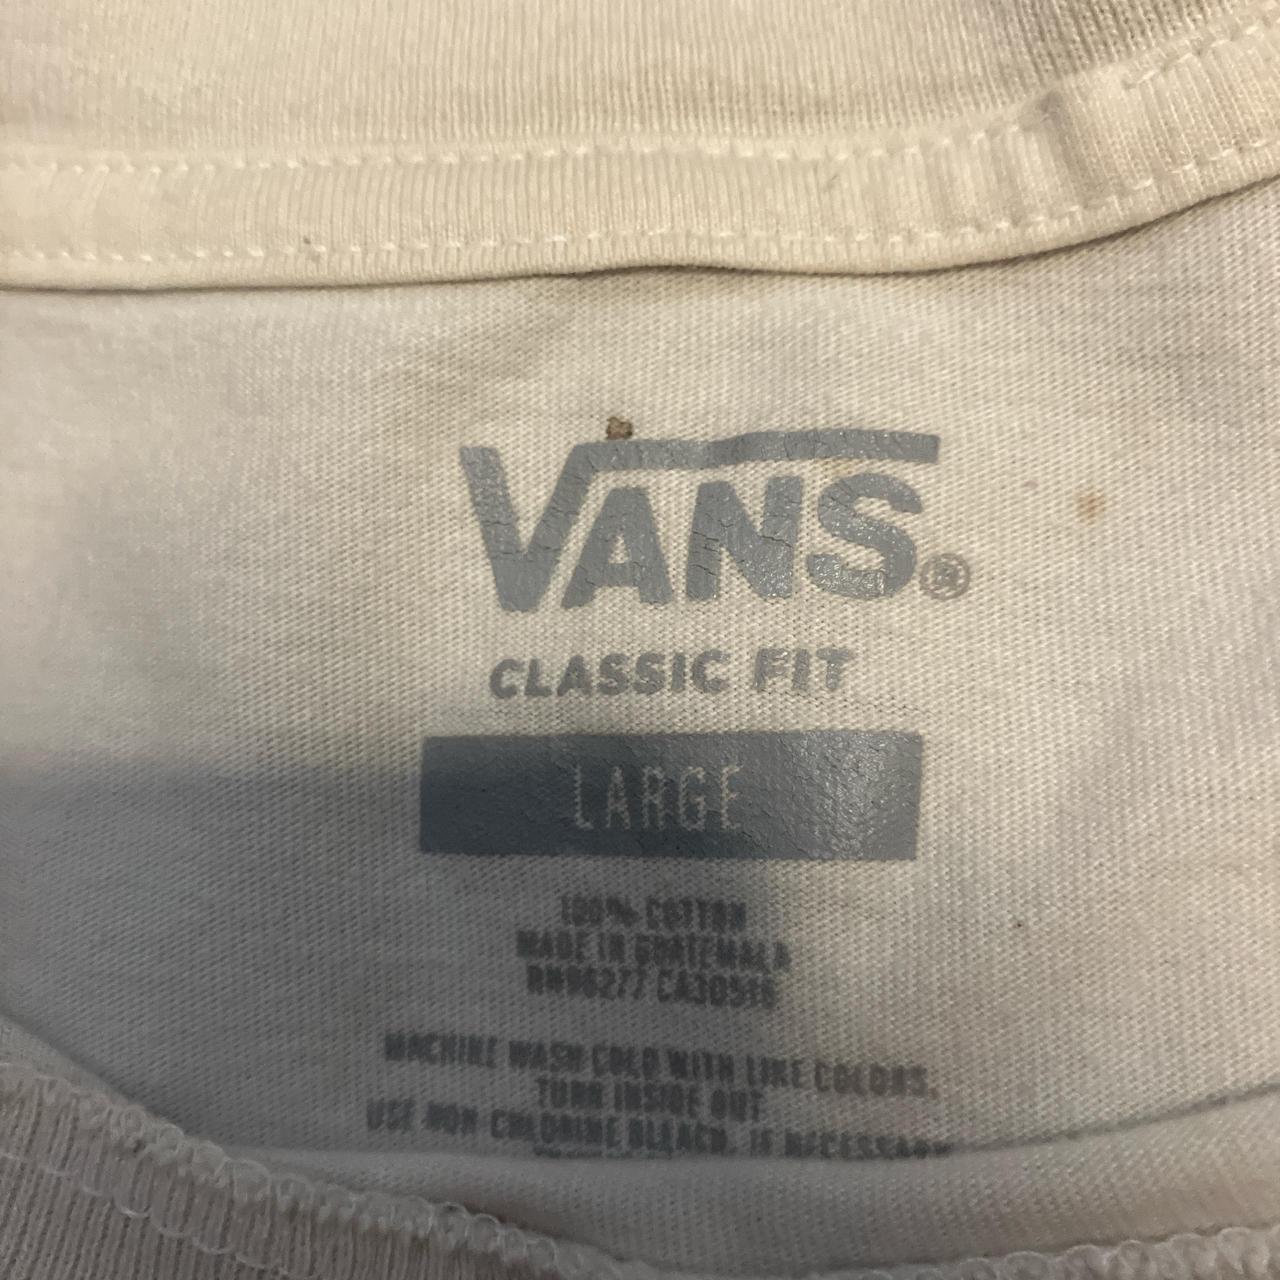 VANS®
CLASSIC FIT
LARGE
100% COTTON
MADE IN GUATEMALA
RN96277 CA30516
MACHINE WASH COLD WITH LIKE COLORS,
TURN INSIDE OUT
USE NON-CHLORINE BLEACH, IF NECESSARY